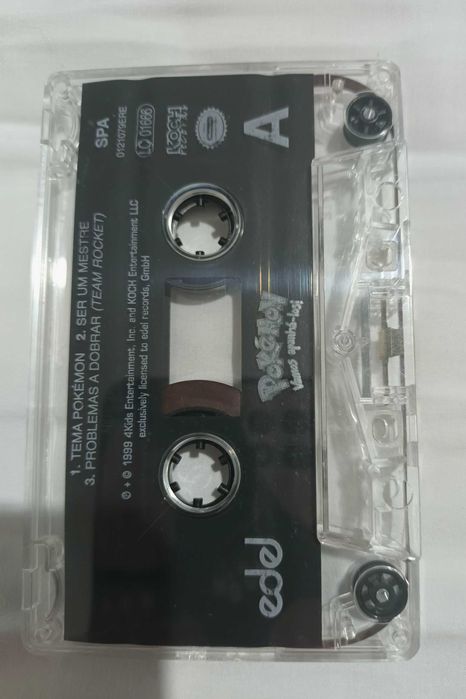 1. TEMA POKÉMON 2. SER UM MESTRE
3. PROBLEMAS A DOBRAR (TEAM ROCKET)
SPA
0121079ERE
LC 01666
KOCH
A
℗ + © 1999 4Kids Entertainment, Inc. and KOCH Entertainment LLC
exclusively licensed to edel records, GmbH
POKéMON
edel